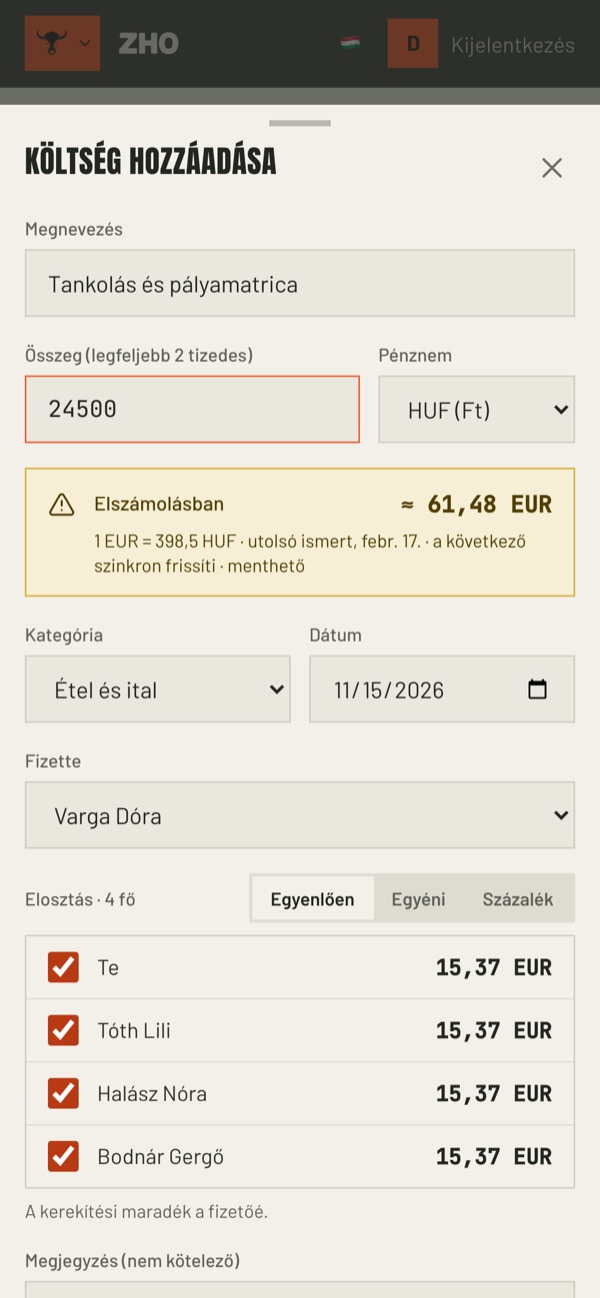 ZHO
D
Kijelentkezés
KÖLTSÉG HOZZÁADÁSA
Megnevezés
Tankolás és pályamatrica
Összeg (legfeljebb 2 tizedes)
Pénznem
24500
HUF (Ft)
Elszámolásban
≈ 61,48 EUR
1 EUR = 398,5 HUF · utolsó ismert, febr. 17. · a következő
szinkron frissíti · menthető
Kategória
Dátum
Étel és ital
11/15/2026
Fizette
Varga Dóra
Elosztás · 4 fő
Egyenlően
Egyéni
Százalék
Te
15,37 EUR
Tóth Lili
15,37 EUR
Halász Nóra
15,37 EUR
Bodnár Gergő
15,37 EUR
A kerekítési maradék a fizetőé.
Megjegyzés (nem kötelező)